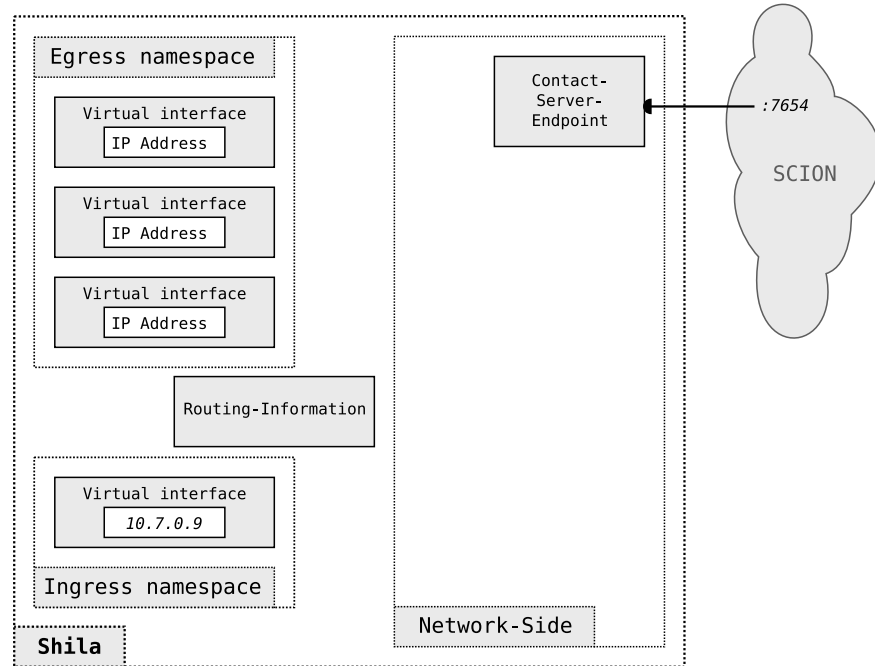 Egress namespace
Virtual interface
IP Address
Virtual interface
IP Address
Virtual interface
IP Address
Routing-Information
Virtual interface
10.7.0.9
Ingress namespace
Shila
Contact-
Server-
Endpoint
Network-Side
:7654
SCION